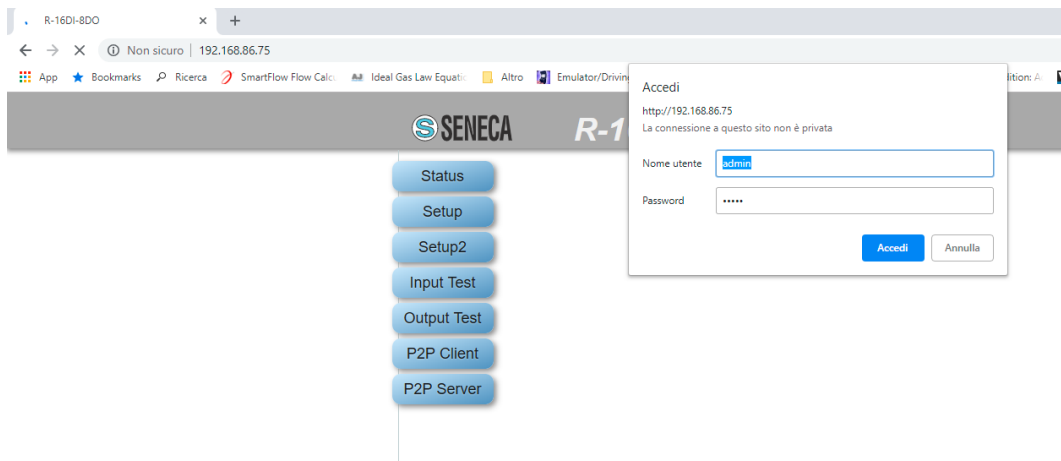 R-16DI-8DO
Non sicuro | 192.168.86.75
App Bookmarks Ricerca SmartFlow Flow Calcu Ideal Gas Law Equatio Altro Emulator/Driving dition: A
SENECA R-1
Accedi
http://192.168.86.75
La connessione a questo sito non è privata
Nome utente admin
Password •••••
Accedi Annulla
Status
Setup
Setup2
Input Test
Output Test
P2P Client
P2P Server